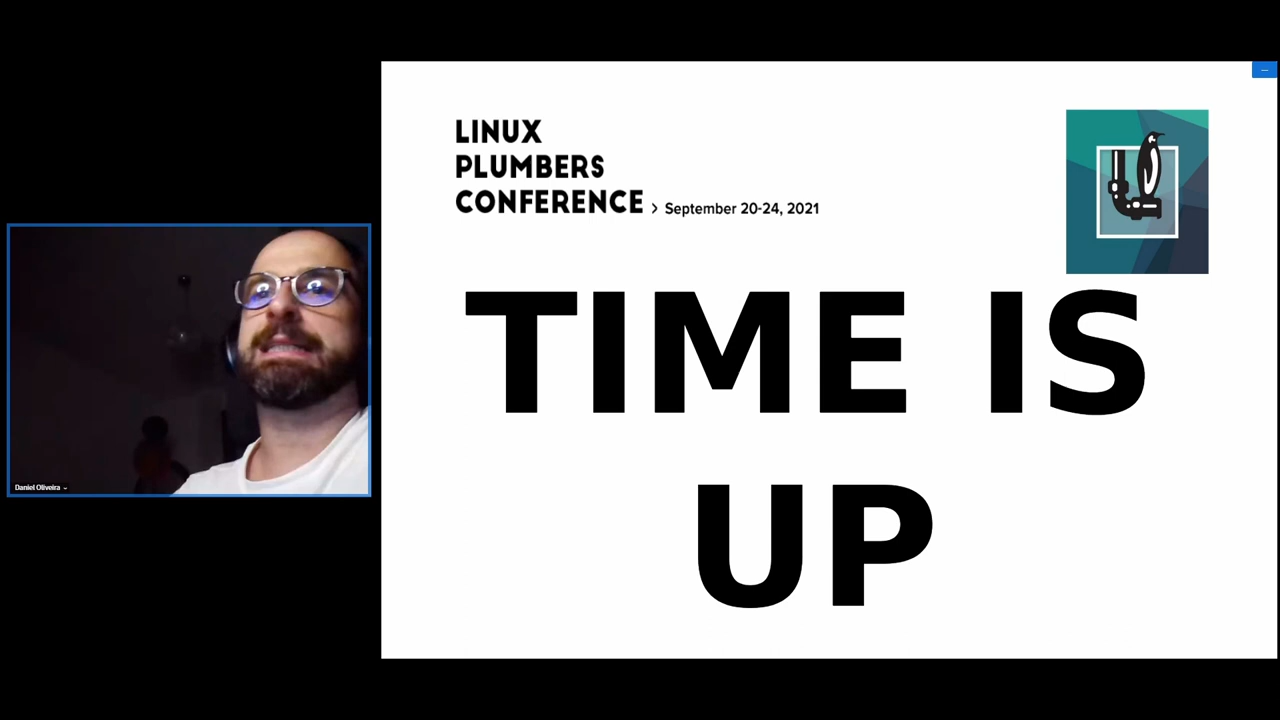 LINUX
PLUMBERS
CONFERENCE > September 20-24, 2021
TIME IS
UP
Daniel Oliveira